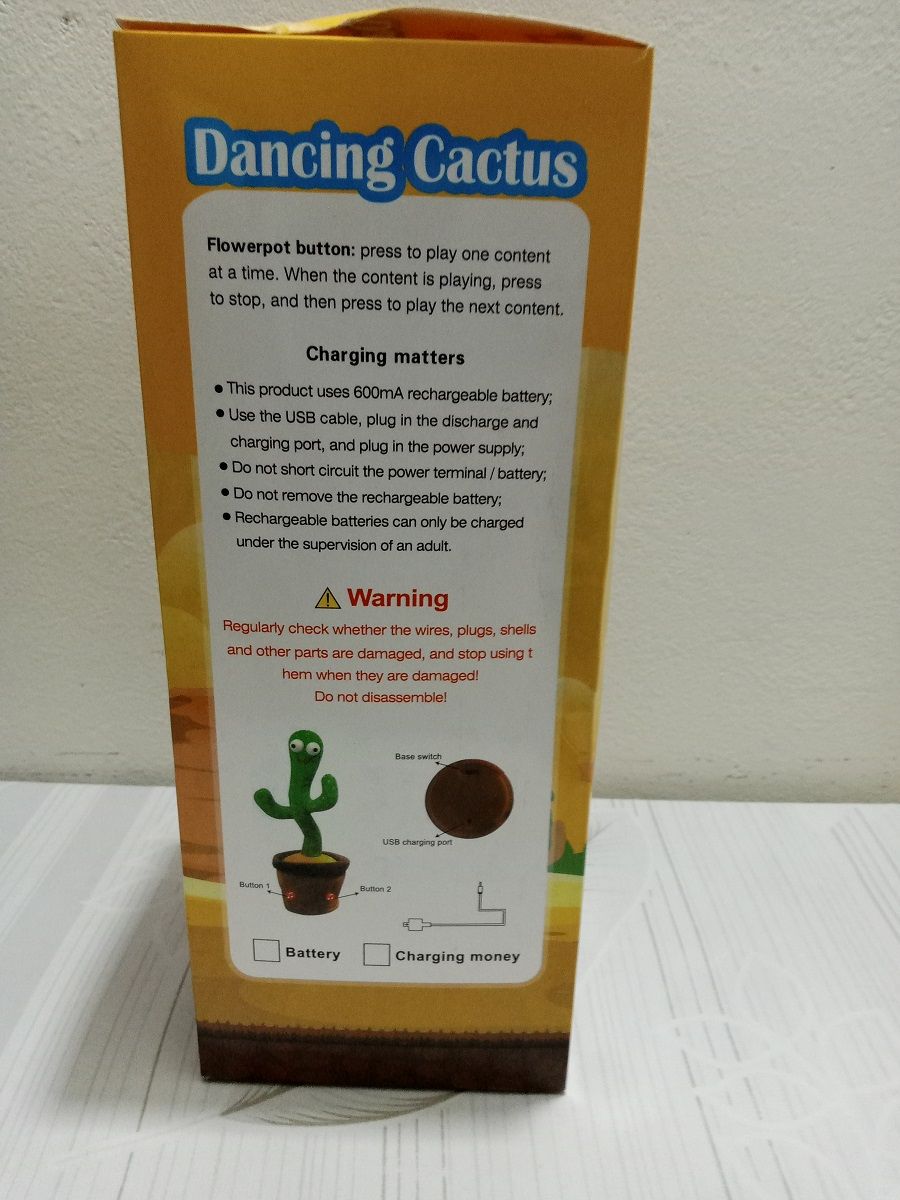 Dancing Cactus
Flowerpot button: press to play one content
at a time. When the content is playing, press
to stop, and then press to play the next content.
Charging matters
● This product uses 600mA rechargeable battery;
● Use the USB cable, plug in the discharge and
charging port, and plug in the power supply;
● Do not short circuit the power terminal / battery;
● Do not remove the rechargeable battery;
● Rechargeable batteries can only be charged
under the supervision of an adult.
Warning
Regularly check whether the wires, plugs, shells
and other parts are damaged, and stop using t
hem when they are damaged!
Do not disassemble!
Base switch
USB charging port
Button 1
Button 2
Battery
Charging money